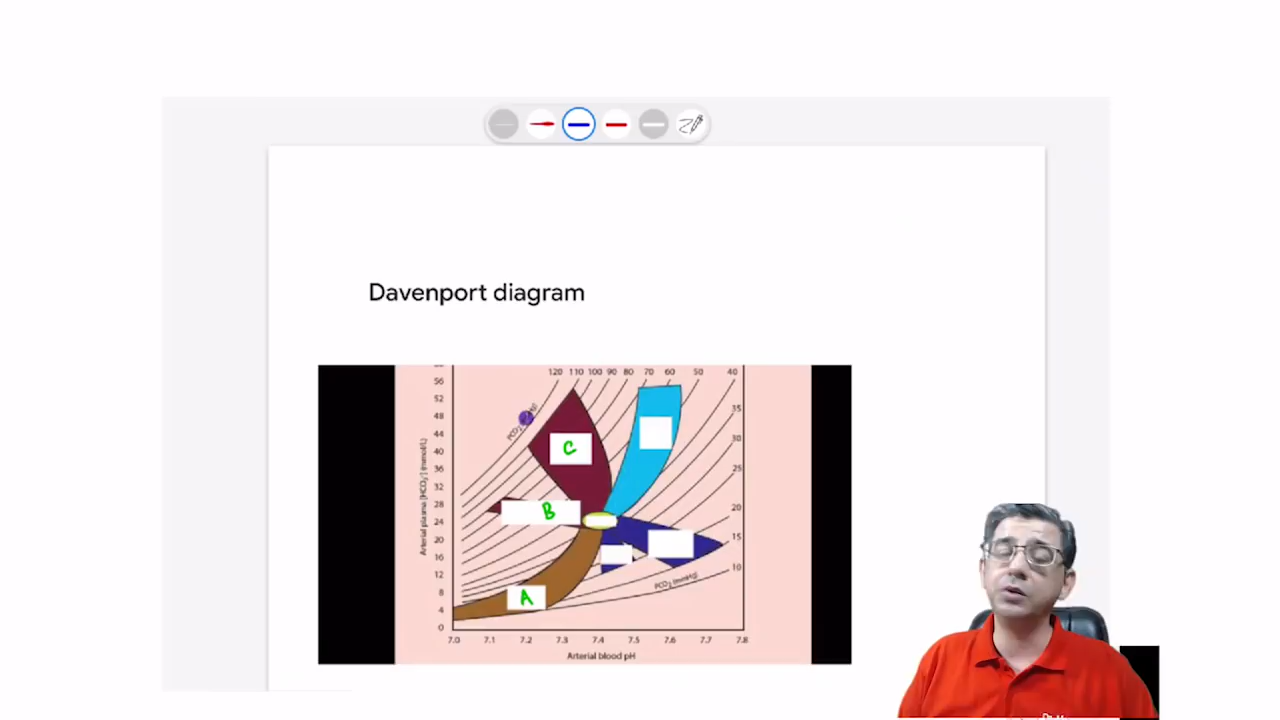 Davenport diagram
120 110 100 90 80 70 60 50 40
56
52
48
44
40
36
32
28
24
20
16
12
8
4
0
35
30
25
20
15
10
C
B
A
PCO₂ (mmHg)
Arterial plasma [HCO₃⁻] (mmol/L)
7.0 7.1 7.2 7.3 7.4 7.5 7.6 7.7 7.8
Arterial blood pH